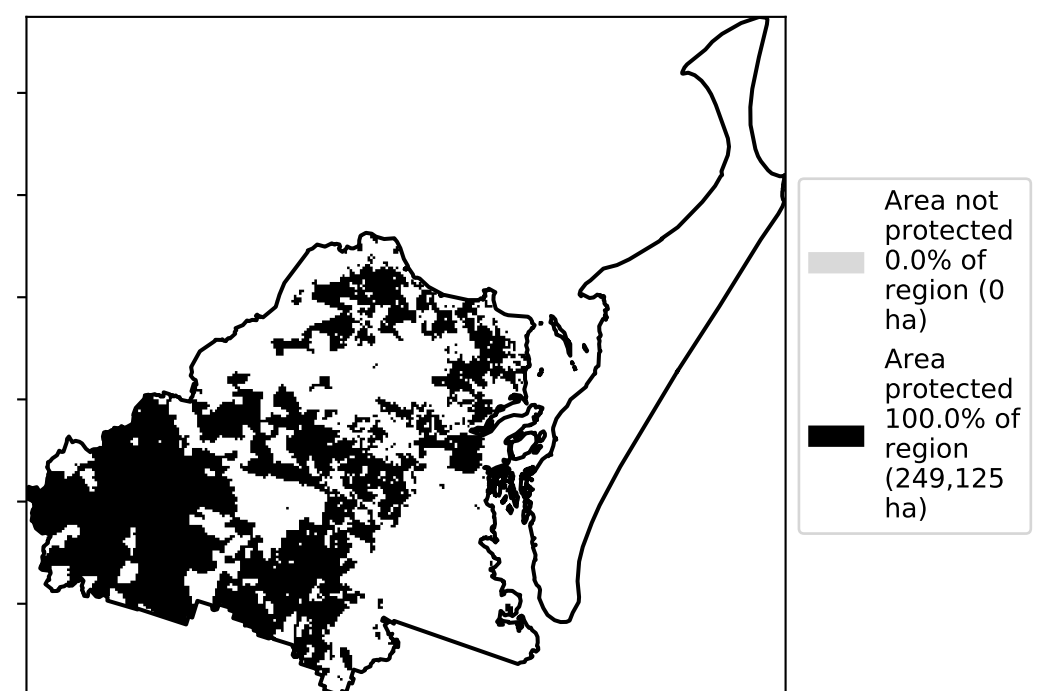 Area not
protected
0.0% of
region (0
ha)
Area
protected
100.0% of
region
(249,125
ha)